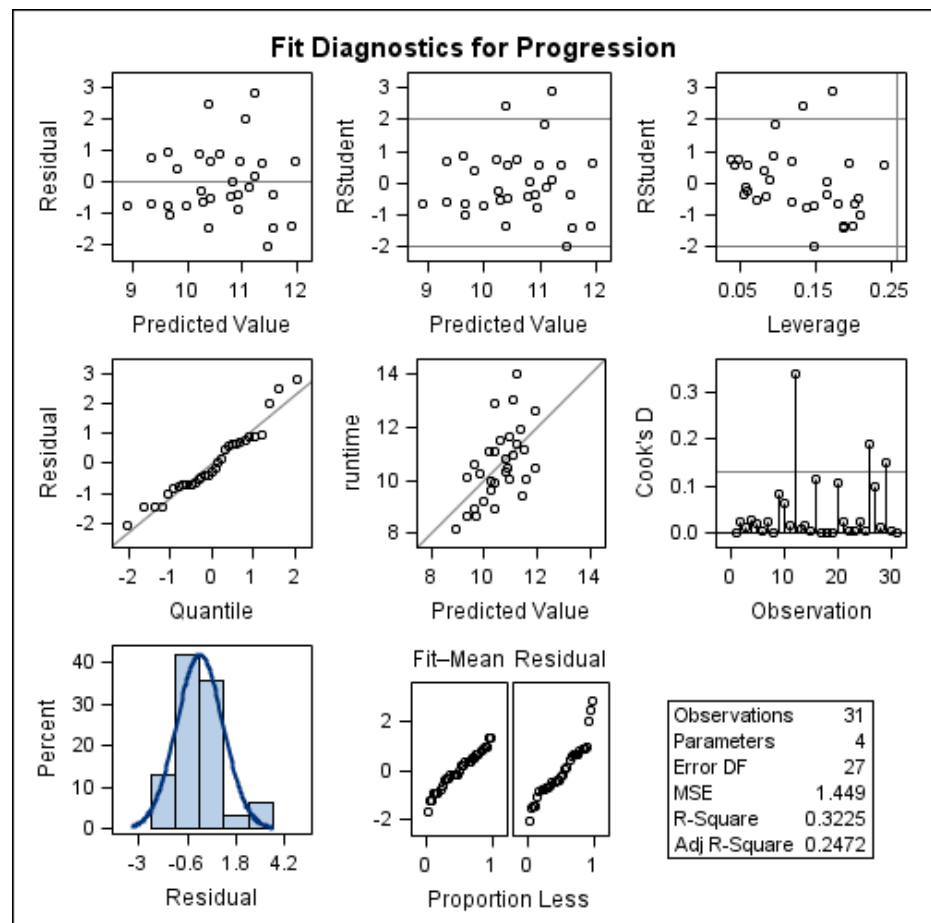 Fit Diagnostics for Progression
Residual
3
2
1
0
-1
-2
9 10 11 12
Predicted Value
RStudent
3
2
1
0
-1
-2
9 10 11 12
Predicted Value
RStudent
3
2
1
0
-1
-2
0.05 0.15 0.25
Leverage
Residual
3
2
1
0
-1
-2
-2 -1 0 1 2
Quantile
runtime
14
12
10
8
8 10 12 14
Predicted Value
Cook's D
0.3
0.2
0.1
0.0
0 10 20 30
Observation
Percent
40
30
20
10
0
-3 -0.6 1.8 4.2
Residual
Fit–Mean Residual
2
0
-2
0 1 0 1
Proportion Less
Observations 31
Parameters 4
Error DF 27
MSE 1.449
R-Square 0.3225
Adj R-Square 0.2472